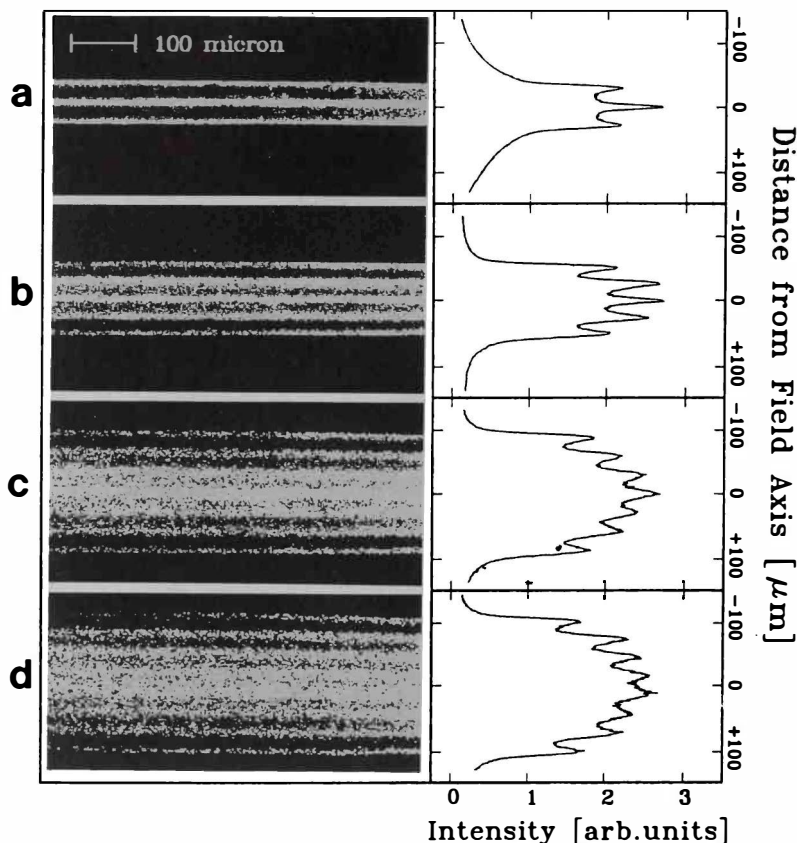 100 micron
a
b
c
d
-100
0
+100
-100
0
+100
-100
0
+100
-100
0
+100
Distance from Field Axis [μm]
0 1 2 3
Intensity [arb.units]